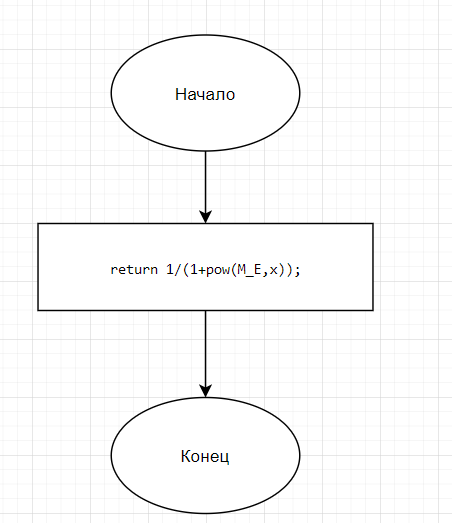 Начало
return 1/(1+pow(M_E,x));
Конец